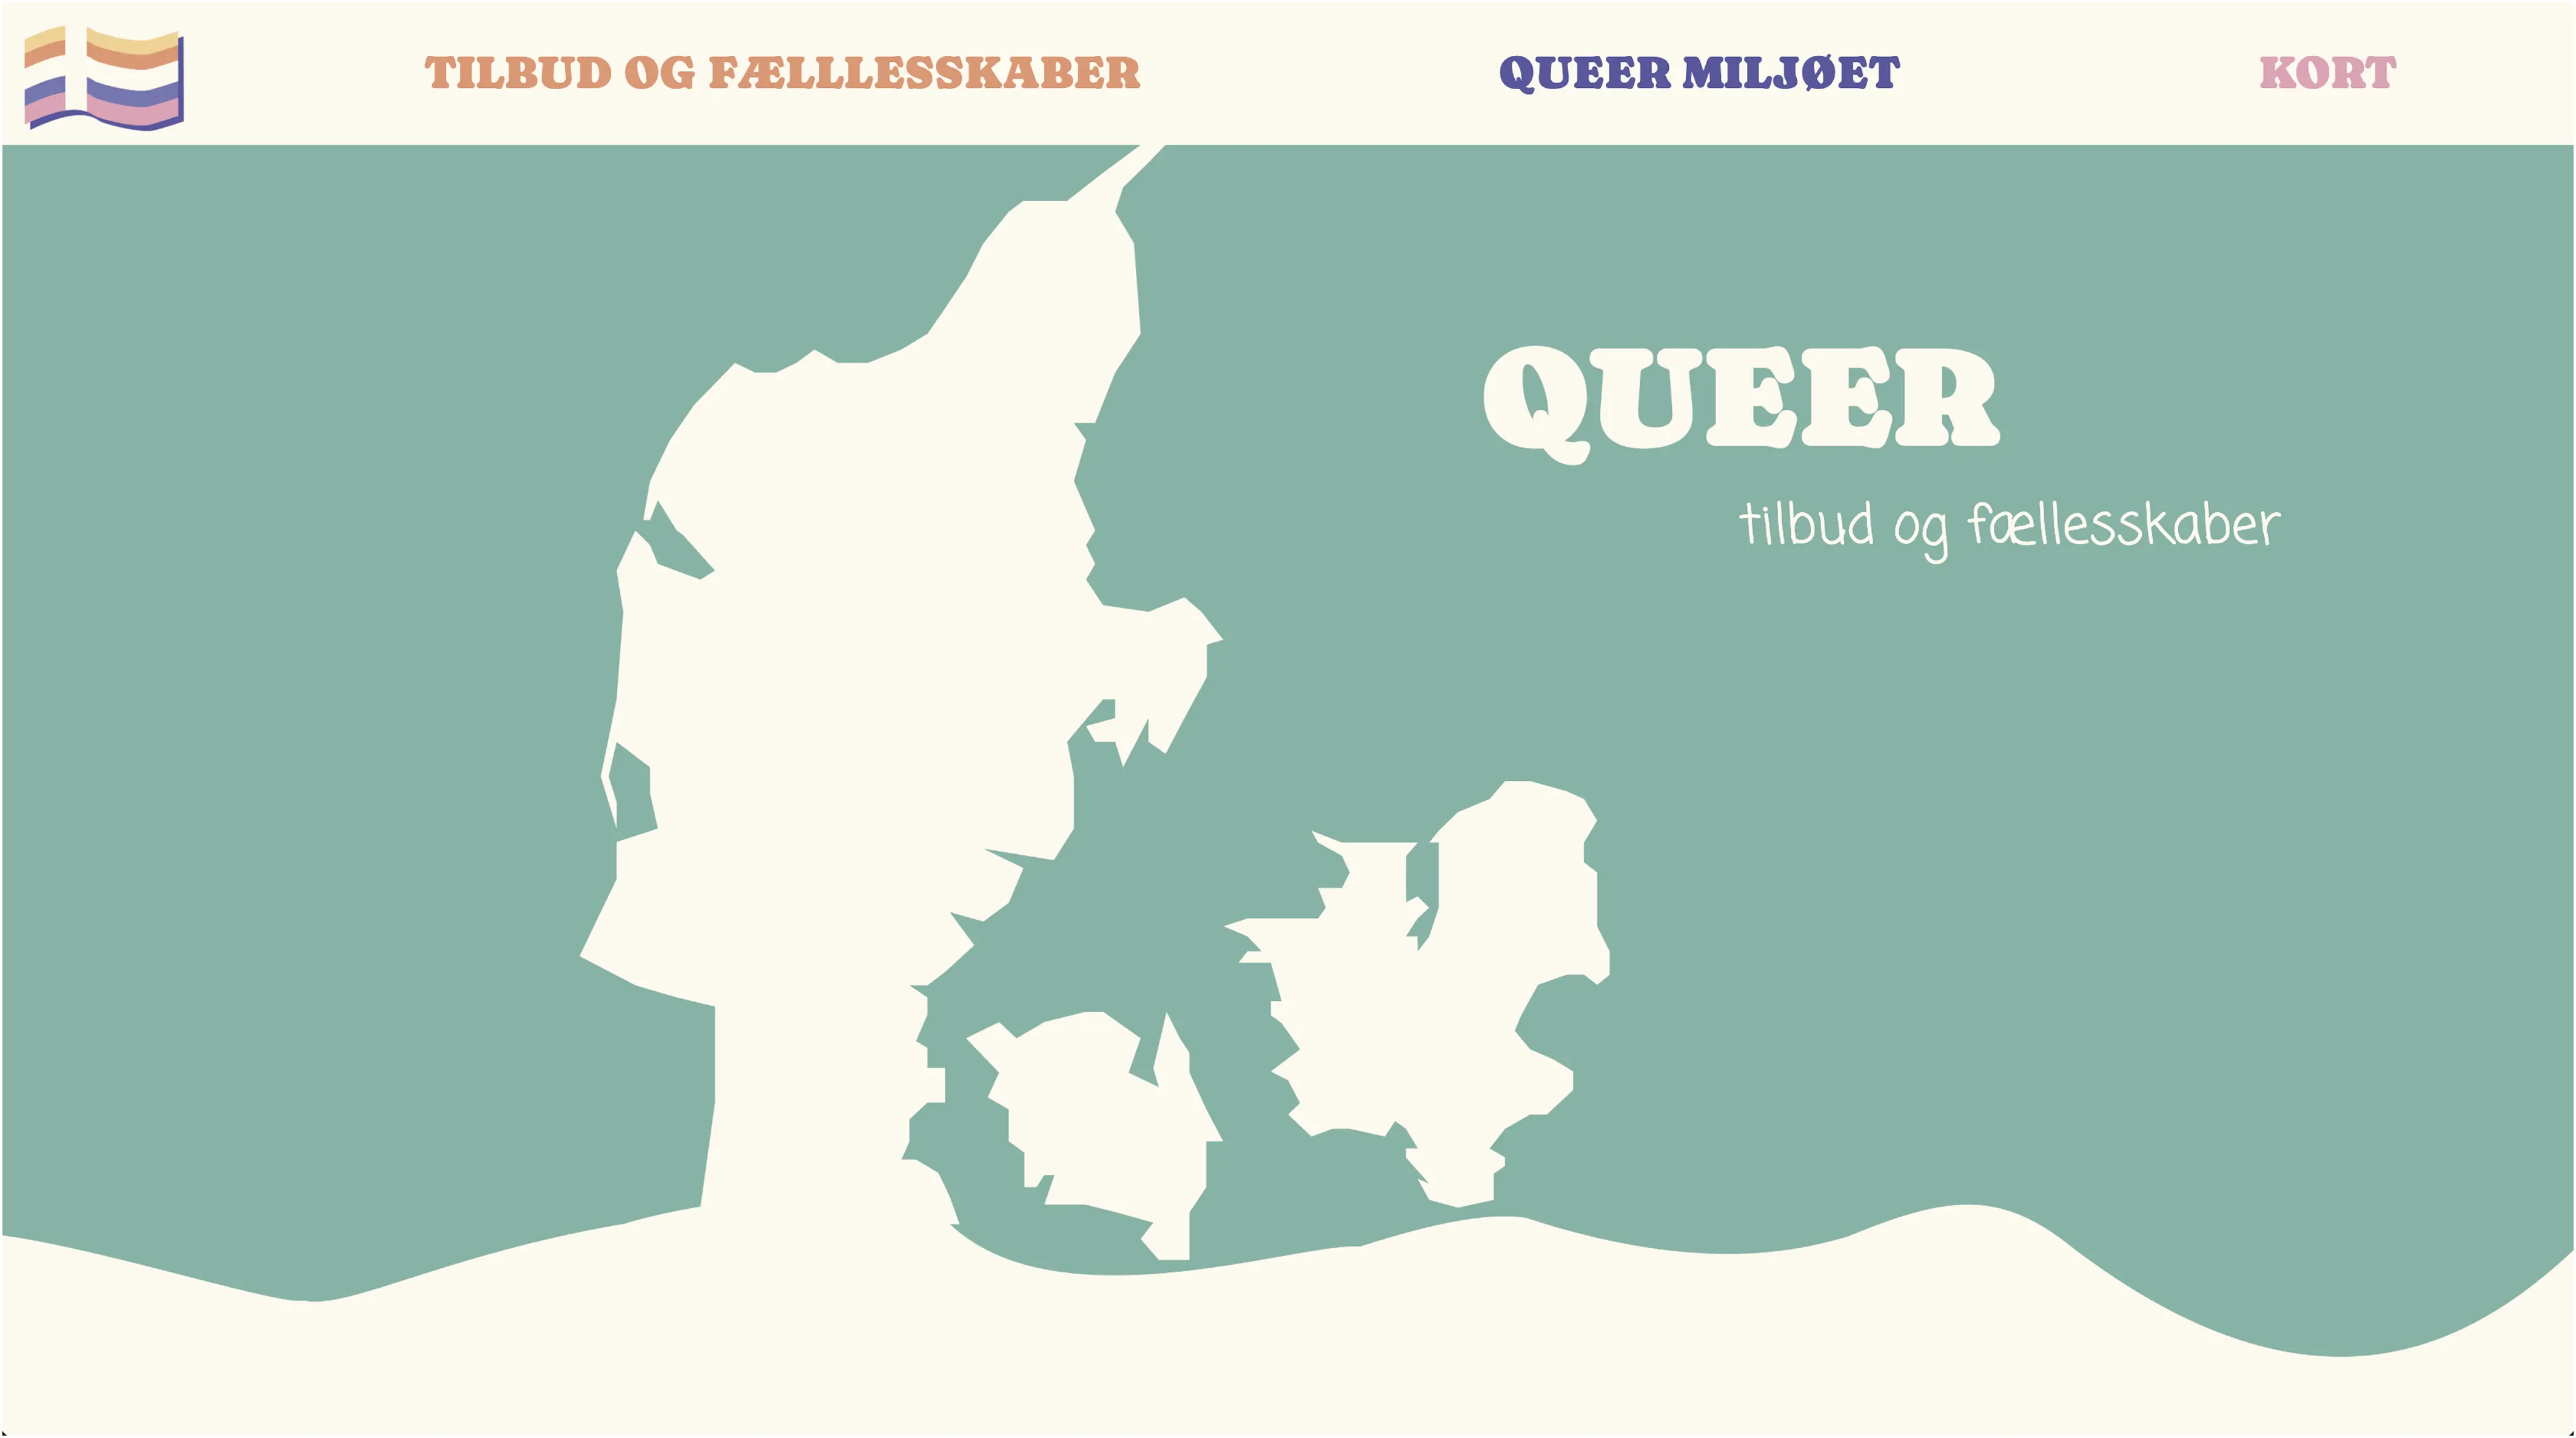 TILBUD OG FÆLLLESSKABER
QUEER MILJØET
KORT
QUEER
tilbud og fællesskaber